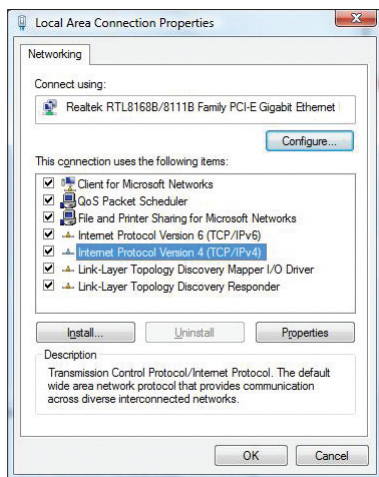 Local Area Connection Properties
Networking
Connect using:
Realtek RTL8168B/8111B Family PCI-E Gigabit Ethernet
Configure...
This connection uses the following items:
Client for Microsoft Networks
QoS Packet Scheduler
File and Printer Sharing for Microsoft Networks
Internet Protocol Version 6 (TCP/IPv6)
Internet Protocol Version 4 (TCP/IPv4)
Link-Layer Topology Discovery Mapper I/O Driver
Link-Layer Topology Discovery Responder
Install...
Uninstall
Properties
Description
Transmission Control Protocol/Internet Protocol. The default
wide area network protocol that provides communication
across diverse interconnected networks.
OK
Cancel